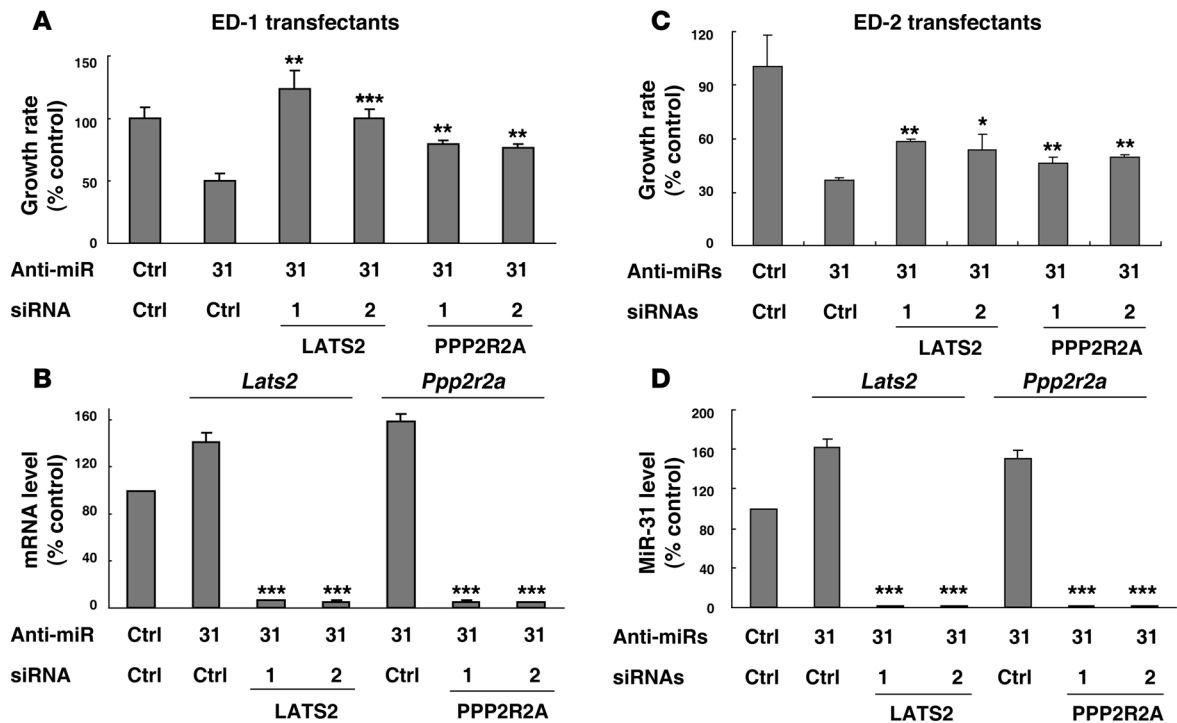 A
ED-1 transfectants
Growth rate
(% control)
150
100
50
0
** *** ** **
Anti-miR Ctrl 31 31 31 31 31
siRNA Ctrl Ctrl 1 2 1 2
LATS2 PPP2R2A
C
ED-2 transfectants
Growth rate
(% control)
120
90
60
30
0
** * ** **
Anti-miRs Ctrl 31 31 31 31 31
siRNAs Ctrl Ctrl 1 2 1 2
LATS2 PPP2R2A
B
Lats2 Ppp2r2a
mRNA level
(% control)
160
120
80
40
0
*** *** *** ***
Anti-miR Ctrl 31 31 31 31 31 31
siRNA Ctrl Ctrl 1 2 Ctrl 1 2
LATS2 PPP2R2A
D
Lats2 Ppp2r2a
MiR-31 level
(% control)
200
160
120
80
40
0
*** *** *** ***
Anti-miRs Ctrl 31 31 31 31 31 31
siRNAs Ctrl Ctrl 1 2 Ctrl 1 2
LATS2 PPP2R2A